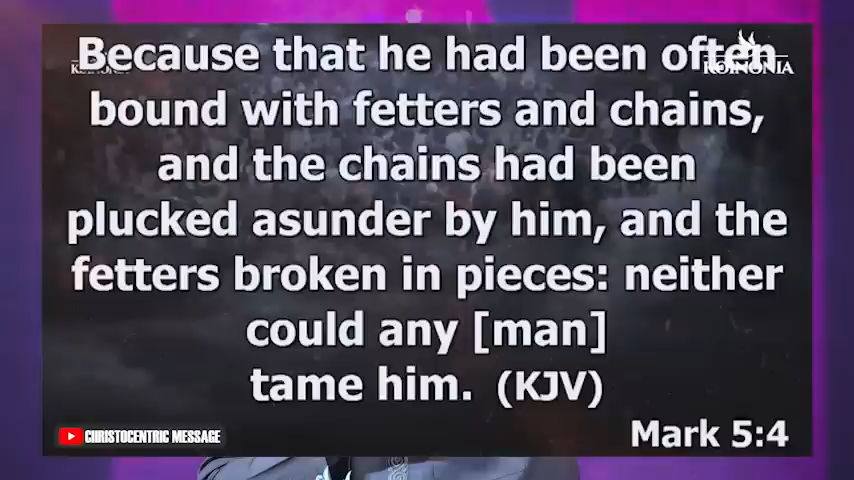 Because that he had been often
bound with fetters and chains,
and the chains had been
plucked asunder by him, and the
fetters broken in pieces: neither
could any [man]
tame him. (KJV)
Mark 5:4
KOINONIA
KOINONIA
CHRISTOCENTRIC MESSAGE